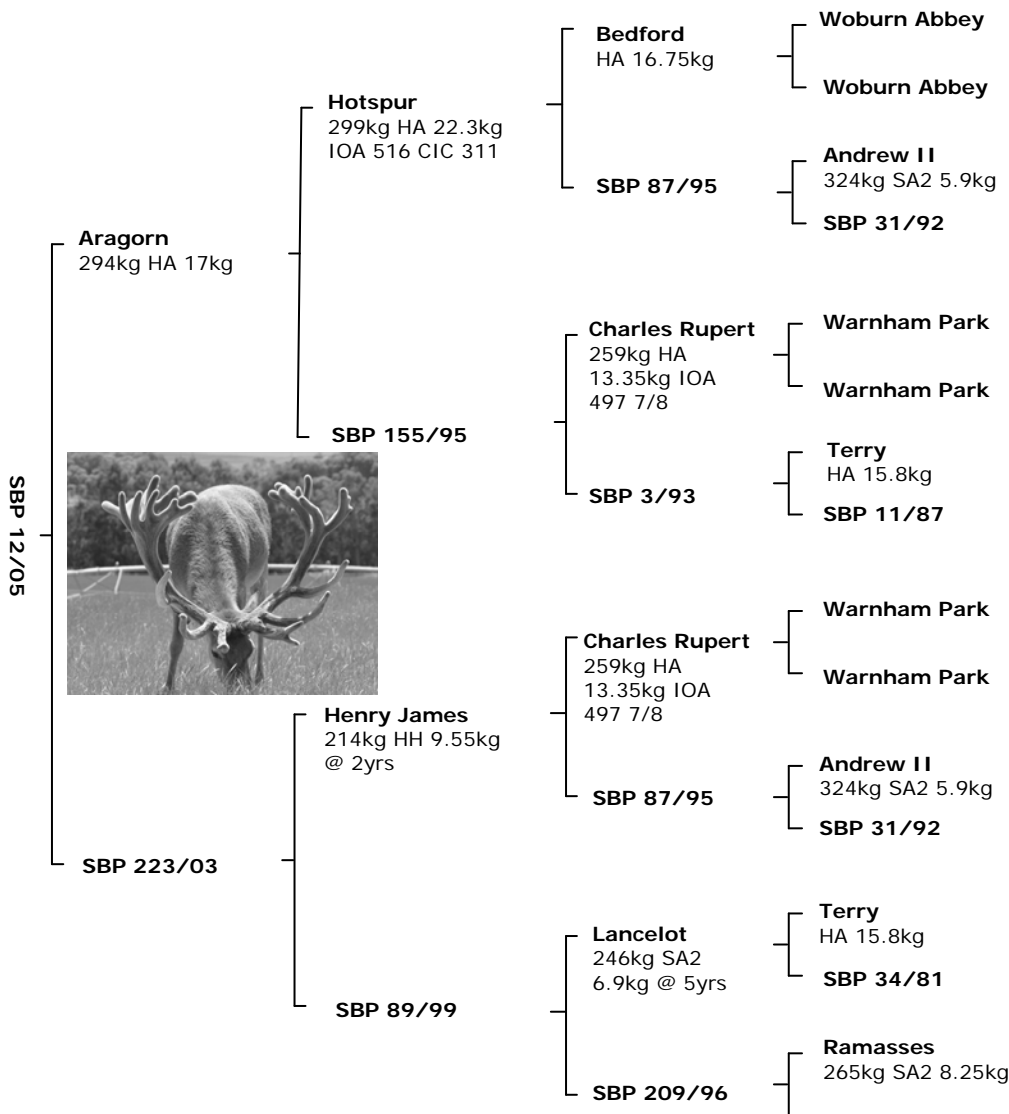 Woburn Abbey
Bedford
HA 16.75kg
Woburn Abbey
Hotspur
299kg HA 22.3kg
IOA 516 CIC 311
Andrew II
324kg SA2 5.9kg
SBP 87/95
SBP 31/92
Aragorn
294kg HA 17kg
Warnham Park
Charles Rupert
259kg HA
13.35kg IOA
497 7/8
Warnham Park
SBP 155/95
Terry
HA 15.8kg
SBP 3/93
SBP 11/87
SBP 12/05
Warnham Park
Charles Rupert
259kg HA
13.35kg IOA
497 7/8
Warnham Park
Henry James
214kg HH 9.55kg
@ 2yrs
Andrew II
324kg SA2 5.9kg
SBP 87/95
SBP 31/92
SBP 223/03
Terry
HA 15.8kg
Lancelot
246kg SA2
6.9kg @ 5yrs
SBP 34/81
SBP 89/99
Ramasses
265kg SA2 8.25kg
SBP 209/96